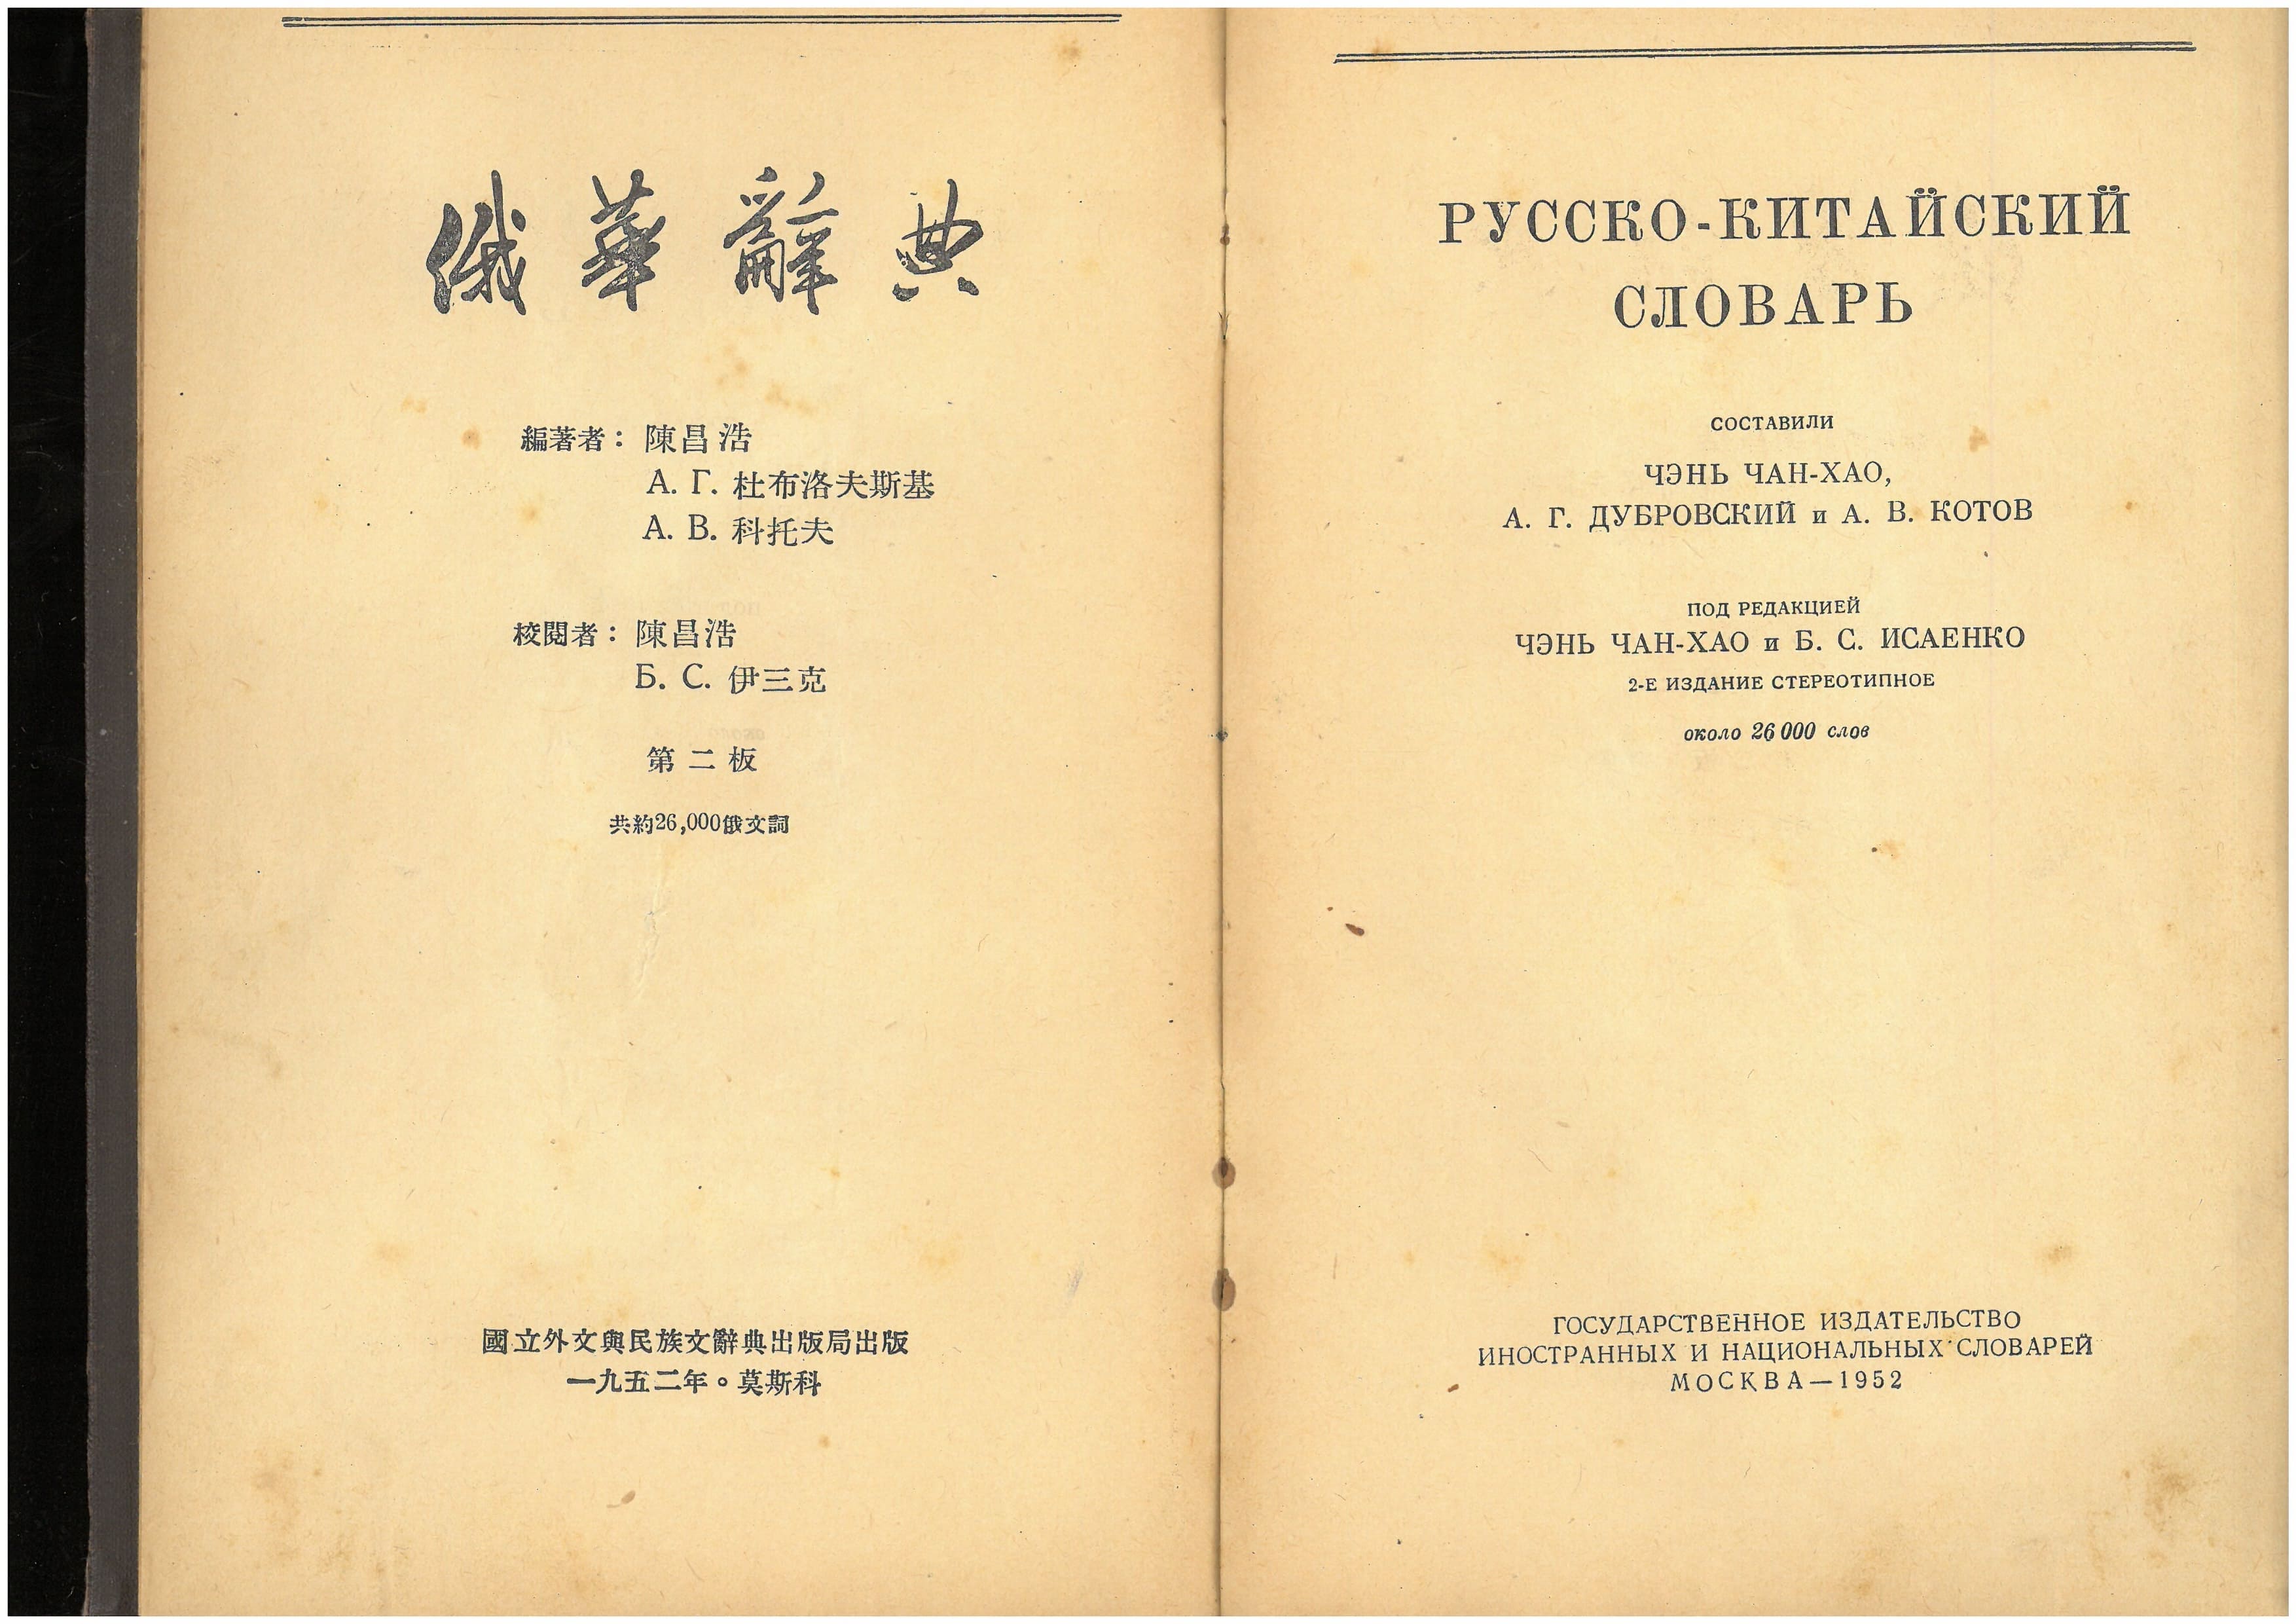 俄華辭典
編著者：陳昌浩
А. Г. 杜布洛夫斯基
А. В. 科托夫
校閱者：陳昌浩
Б. С. 伊三克
第二板
共約26,000俄文詞
國立外文與民族文辭典出版局出版
一九五二年。莫斯科
РУССКО-КИТАЙСКИЙ
СЛОВАРЬ
СОСТАВИЛИ
ЧЭНЬ ЧАН-ХАО,
А. Г. ДУБРОВСКИЙ и А. В. КОТОВ
ПОД РЕДАКЦИЕЙ
ЧЭНЬ ЧАН-ХАО и Б. С. ИСАЕНКО
2-Е ИЗДАНИЕ СТЕРЕОТИПНОЕ
около 26 000 слов
ГОСУДАРСТВЕННОЕ ИЗДАТЕЛЬСТВО
ИНОСТРАННЫХ И НАЦИОНАЛЬНЫХ СЛОВАРЕЙ
МОСКВА — 1952